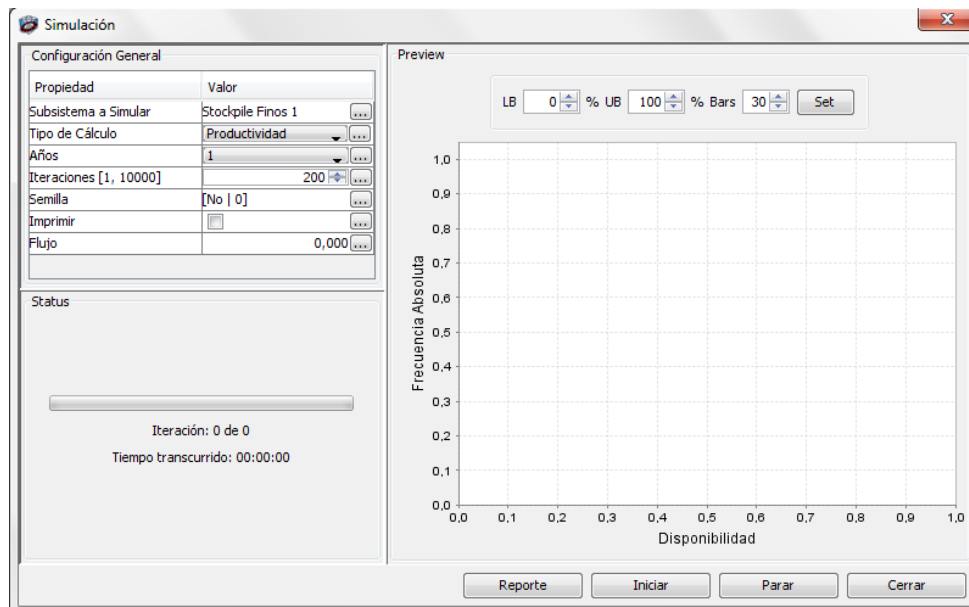 Simulación
Configuración General
Propiedad Valor
Subsistema a Simular Stockpile Finos 1 ...
Tipo de Cálculo Productividad ...
Años 1 ...
Iteraciones [1, 10000] 200 ...
Semilla [No | 0] ...
Imprimir ...
Flujo 0,000 ...
Status
Iteración: 0 de 0
Tiempo transcurrido: 00:00:00
Preview
LB 0 % UB 100 % Bars 30 Set
Frecuencia Absoluta
1,0
0,9
0,8
0,7
0,6
0,5
0,4
0,3
0,2
0,1
0,0
0,0 0,1 0,2 0,3 0,4 0,5 0,6 0,7 0,8 0,9 1,0
Disponibilidad
Reporte Iniciar Parar Cerrar